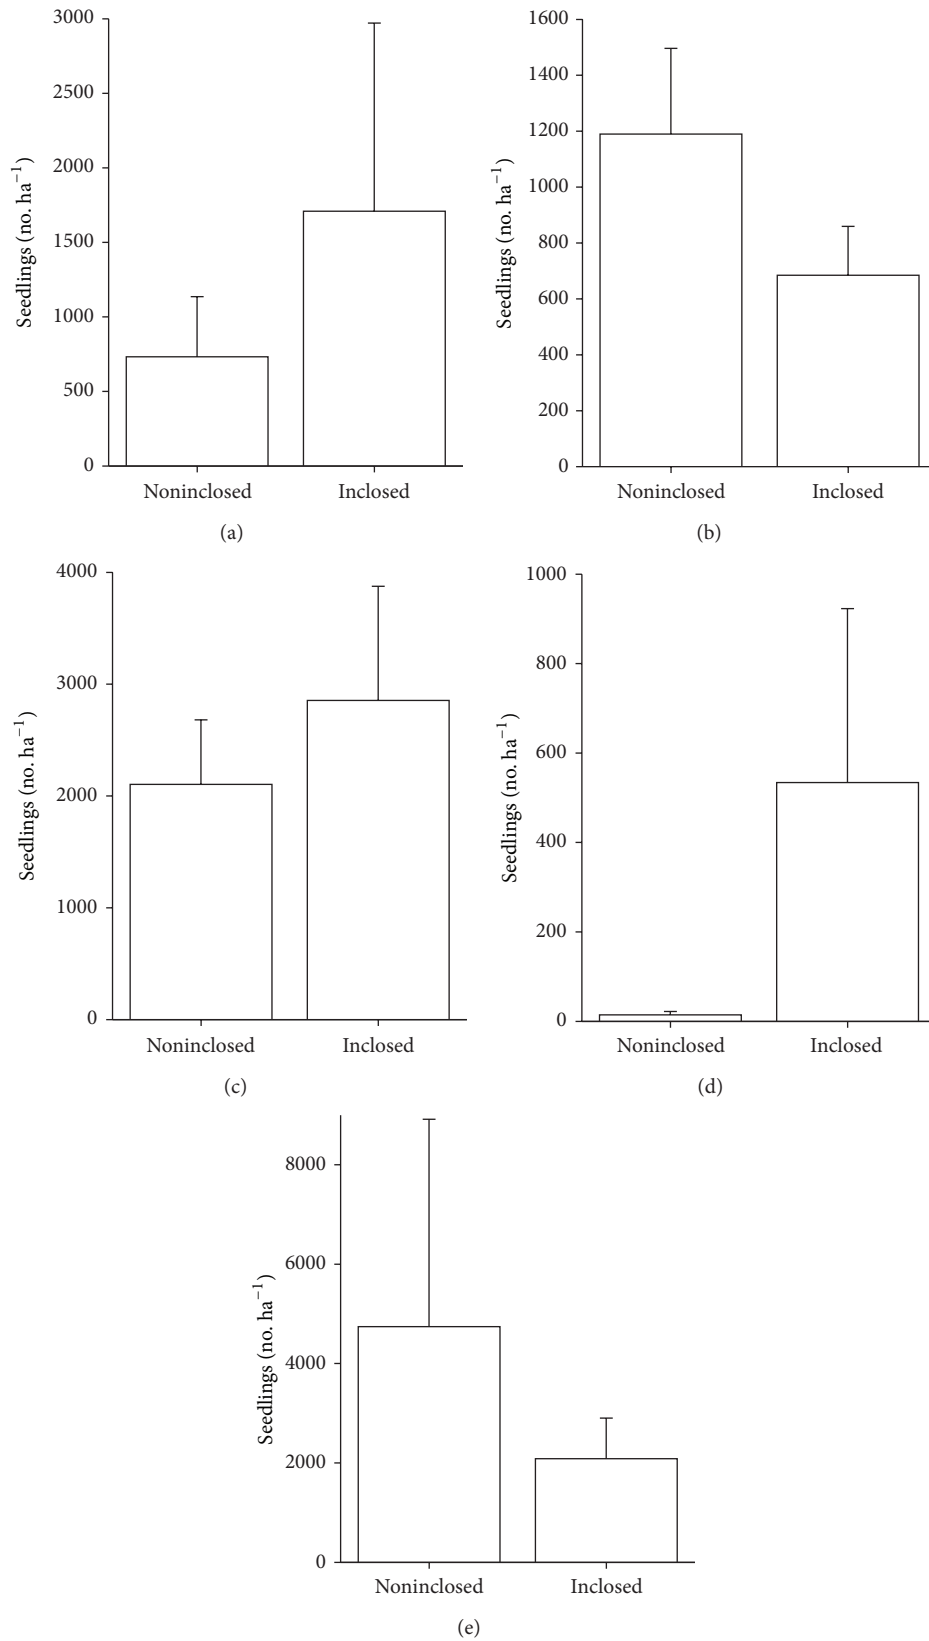 Seedlings (no. ha⁻¹)
3000
2500
2000
1500
1000
500
0
Noninclosed Inclosed
(a)
Seedlings (no. ha⁻¹)
1600
1400
1200
1000
800
600
400
200
0
Noninclosed Inclosed
(b)
Seedlings (no. ha⁻¹)
4000
3000
2000
1000
0
Noninclosed Inclosed
(c)
Seedlings (no. ha⁻¹)
1000
800
600
400
200
0
Noninclosed Inclosed
(d)
Seedlings (no. ha⁻¹)
8000
6000
4000
2000
0
Noninclosed Inclosed
(e)